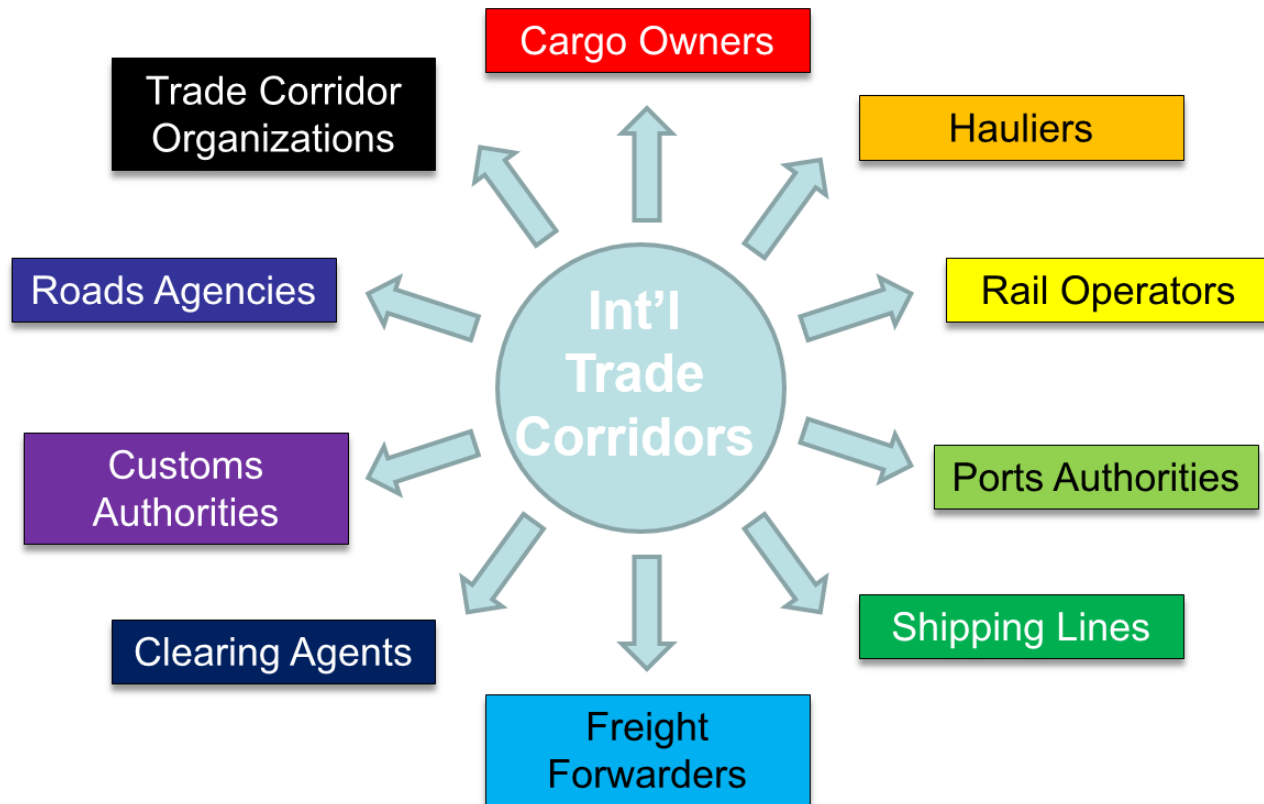 Cargo Owners
Trade Corridor
Organizations
Hauliers
Roads Agencies
Int'l
Trade
Corridors
Rail Operators
Customs
Authorities
Ports Authorities
Clearing Agents
Shipping Lines
Freight
Forwarders